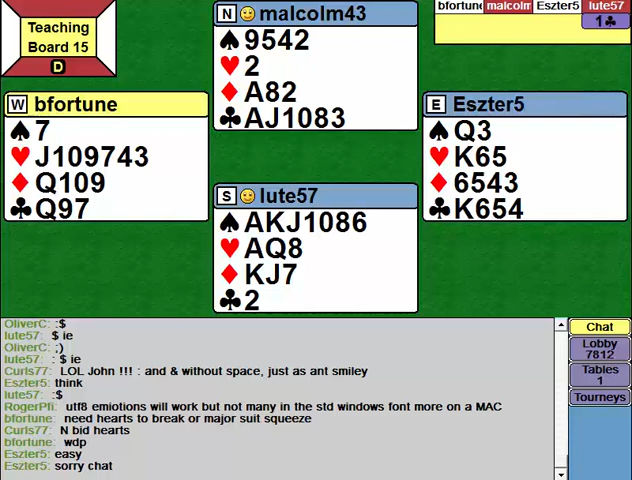 Teaching
Board 15
D
N malcolm43
♠ 9542
♥ 2
♦ A82
♣ AJ1083
bfortune malcolm Eszter5 lute57
1♣
W bfortune
♠ 7
♥ J109743
♦ Q109
♣ Q97
E Eszter5
♠ Q3
♥ K65
♦ 6543
♣ K654
S lute57
♠ AKJ1086
♥ AQ8
♦ KJ7
♣ 2
OliverC: :$
lute57: $ ie
OliverC: ;)
lute57: : $ ie
Curls77: LOL John !!! : and & without space, just as ant smiley
Eszter5: think
lute57: :$
RogerPfi: utf8 emiotions will work but not many in the std windows font more on a MAC
bfortune: need hearts to break or major suit squeeze
Curls77: N bid hearts
bfortune: wdp
Eszter5: easy
Eszter5: sorry chat
Chat
Lobby
7812
Tables
1
Tourneys